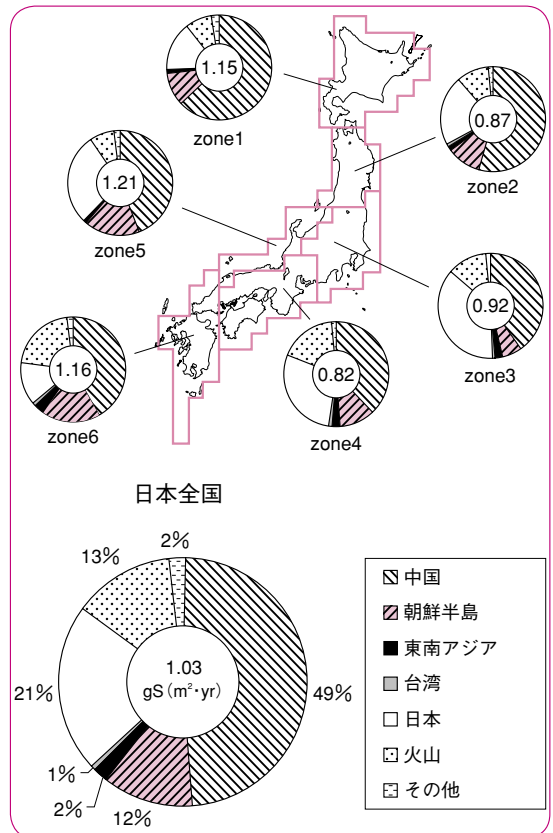 1.15
zone1
0.87
zone2
1.21
zone5
0.92
zone3
1.16
zone6
0.82
zone4
日本全国
2%
13%
1.03
gS(m²・yr)
49%
21%
1%
2%
12%
中国
朝鮮半島
東南アジア
台湾
日本
火山
その他